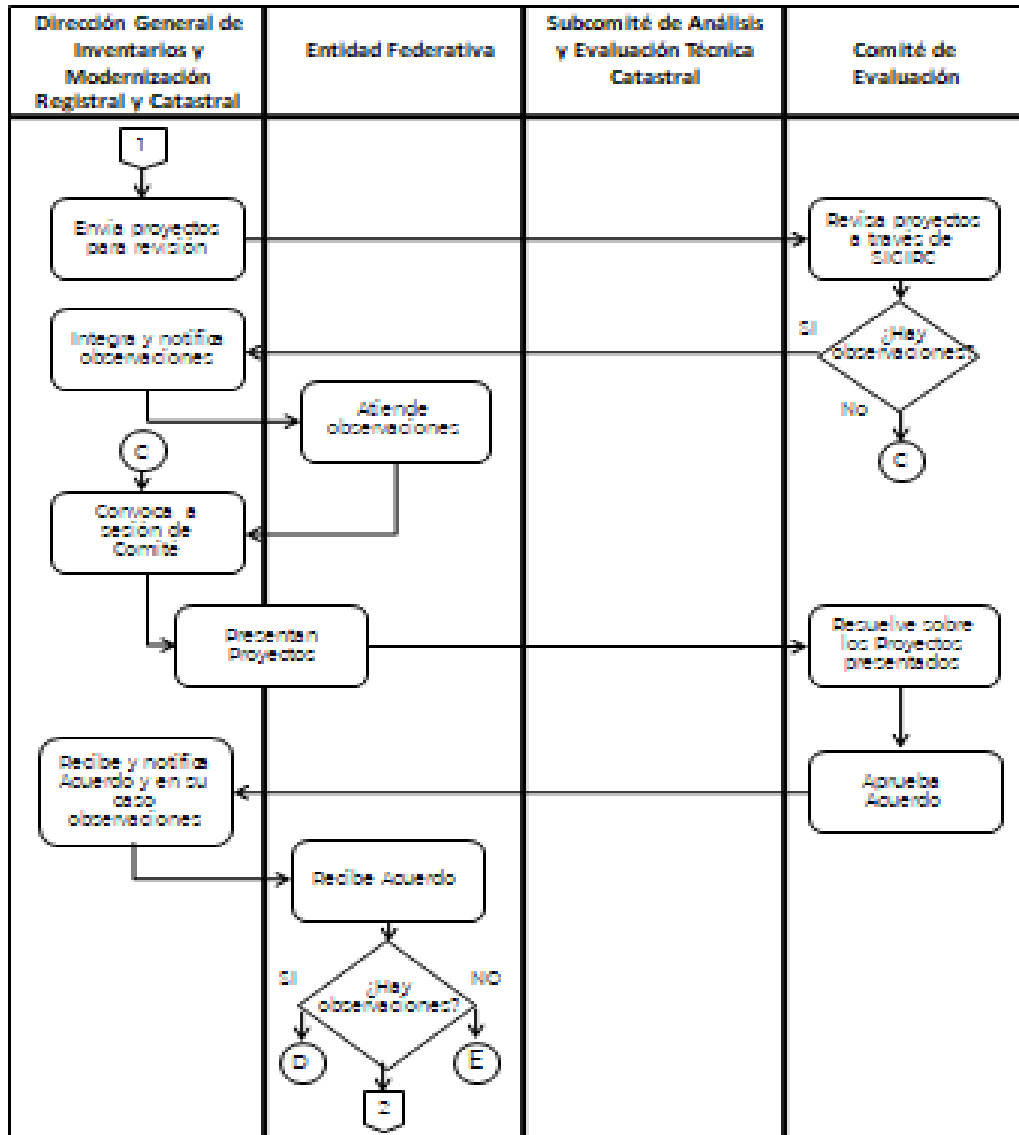 Dirección General de
Inventarios y
Modernización
Registral y Catastral
Entidad Federativa
Subcomité de Análisis
y Evaluación Técnica
Catastral
Comité de
Evaluación
1
Envía proyectos
para revisión
Revisa proyectos
a través de
SIGIRC
Integra y notifica
observaciones
SI
¿Hay
observaciones?
No
C
Atiende
observaciones
C
Convoca a
sesión de
Comité
Presentan
Proyectos
Resuelve sobre
los Proyectos
presentados
Recibe y notifica
Acuerdo y en su
caso
observaciones
Aprueba
Acuerdo
Recibe Acuerdo
SI
¿Hay
observaciones?
NO
D
E
2